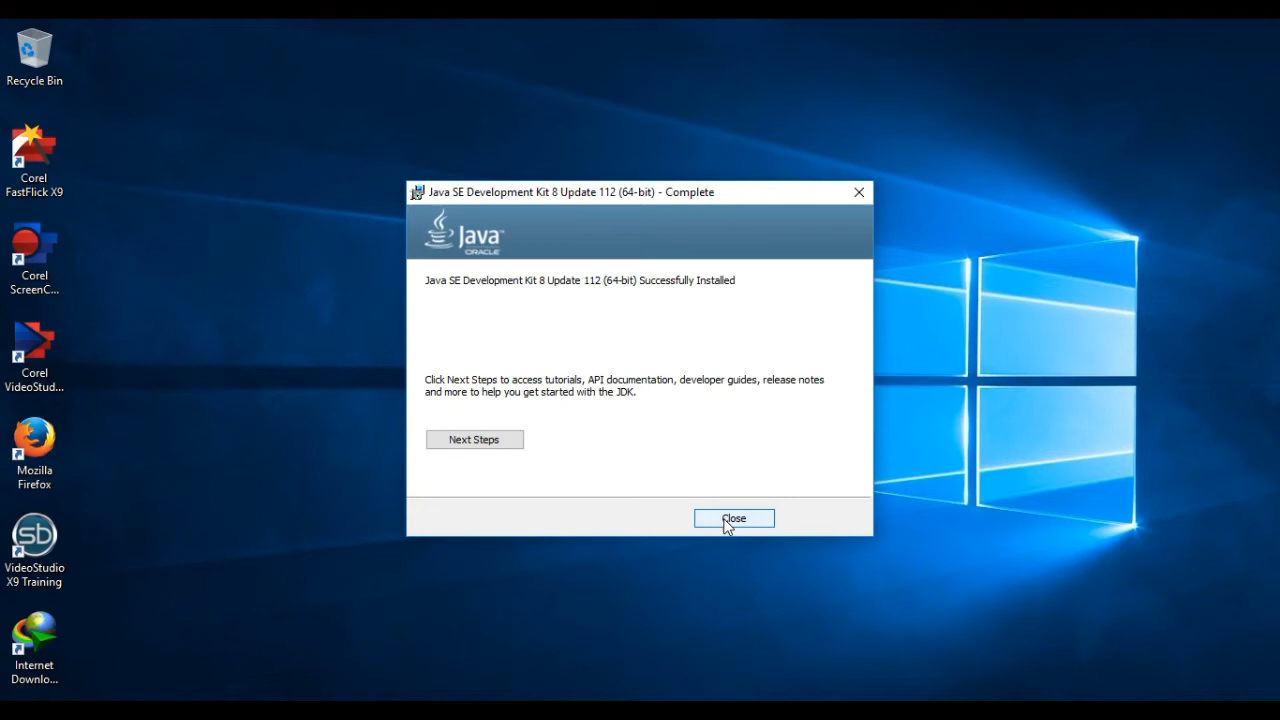 Recycle Bin
Corel
FastFlick X9
Corel
ScreenC...
Corel
VideoStud...
Mozilla
Firefox
sb
VideoStudio
X9 Training
Internet
Downlo...
Java SE Development Kit 8 Update 112 (64-bit) - Complete
Java™
ORACLE
Java SE Development Kit 8 Update 112 (64-bit) Successfully Installed
Click Next Steps to access tutorials, API documentation, developer guides, release notes
and more to help you get started with the JDK.
Next Steps
Close